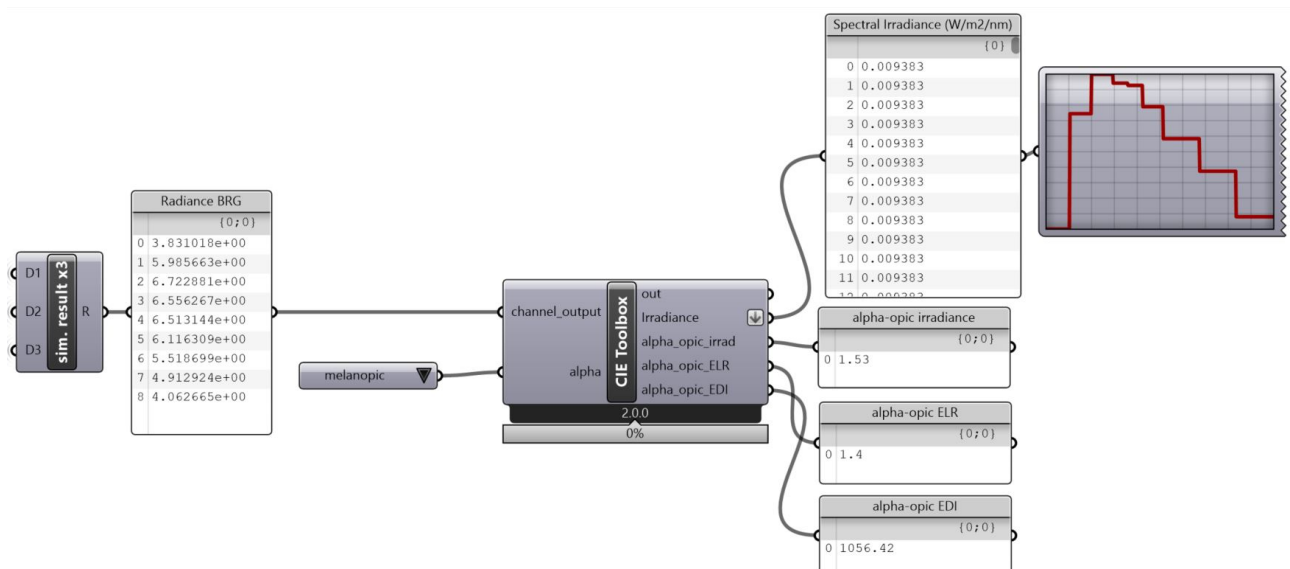 sim. result x3
D1
D2
D3
R
Radiance BRG
{0;0}
0 3.831018e+00
1 5.985663e+00
2 6.722881e+00
3 6.556267e+00
4 6.513144e+00
5 6.116309e+00
6 5.518699e+00
7 4.912924e+00
8 4.062665e+00
melanopic
channel_output
alpha
CIE Toolbox
out
Irradiance
alpha_opic_irrad
alpha_opic_ELR
alpha_opic_EDI
2.0.0
0%
Spectral Irradiance (W/m2/nm)
{0}
0 0.009383
1 0.009383
2 0.009383
3 0.009383
4 0.009383
5 0.009383
6 0.009383
7 0.009383
8 0.009383
9 0.009383
10 0.009383
11 0.009383
12 0.009383
alpha-opic irradiance
{0;0}
0 1.53
alpha-opic ELR
{0;0}
0 1.4
alpha-opic EDI
{0;0}
0 1056.42